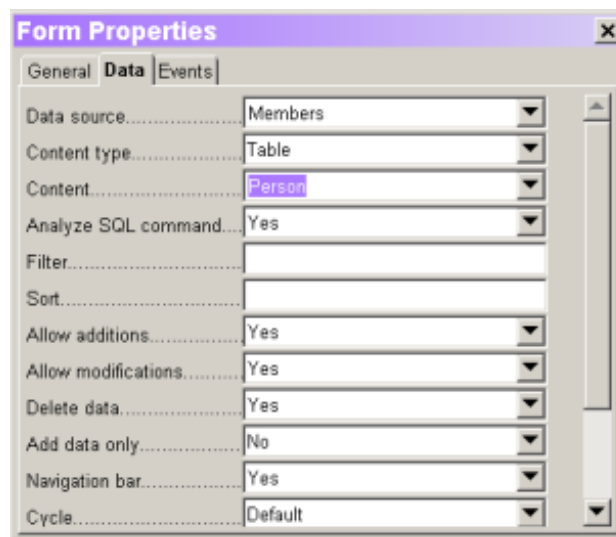 Form Properties
General Data Events
Data source...................... Members
Content type.................... Table
Content........................... Person
Analyze SQL command.... Yes
Filter...............................
Sort................................
Allow additions................. Yes
Allow modifications........... Yes
Delete data...................... Yes
Add data only................... No
Navigation bar.................. Yes
Cycle.............................. Default